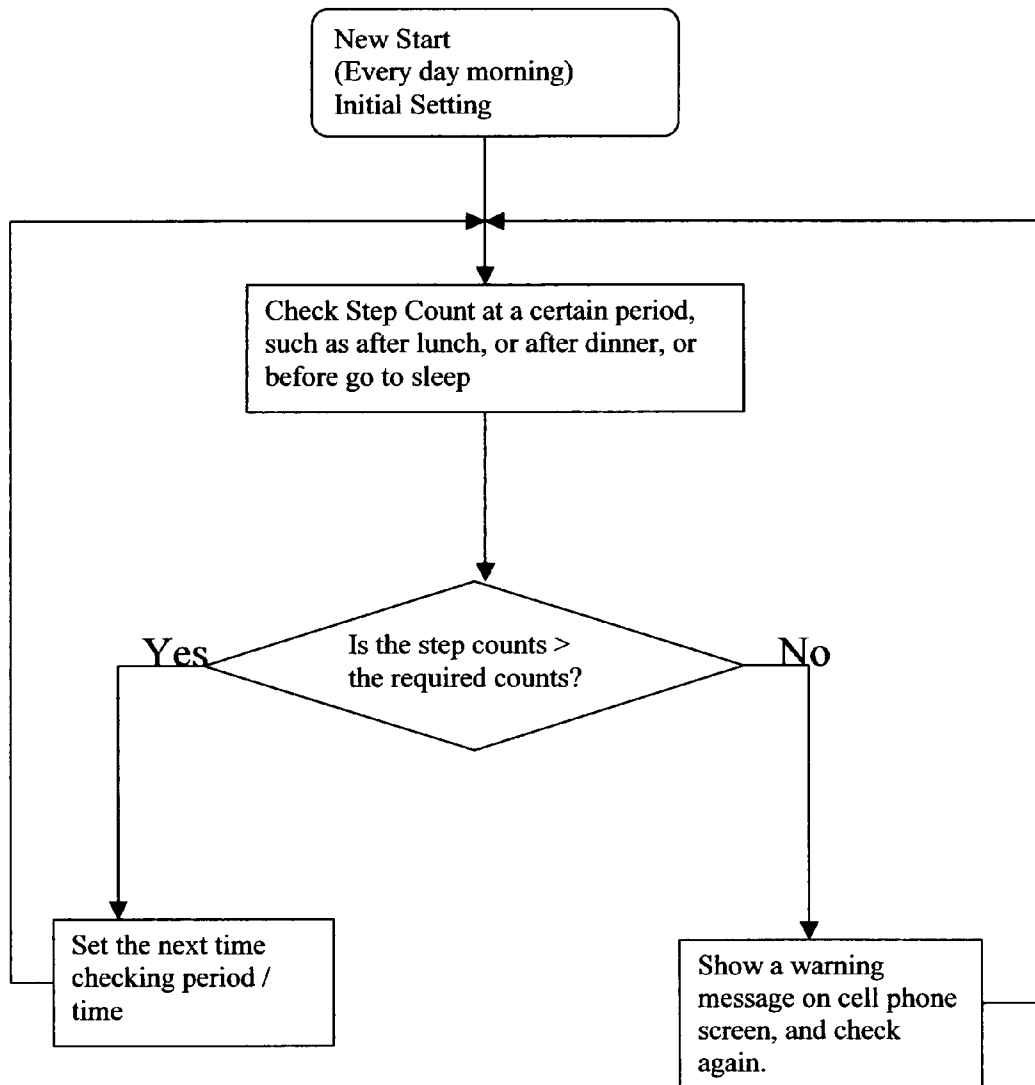 New Start
(Every day morning)
Initial Setting
Check Step Count at a certain period,
such as after lunch, or after dinner, or
before go to sleep
Is the step counts >
the required counts?
Yes
No
Set the next time
checking period /
time
Show a warning
message on cell phone
screen, and check
again.